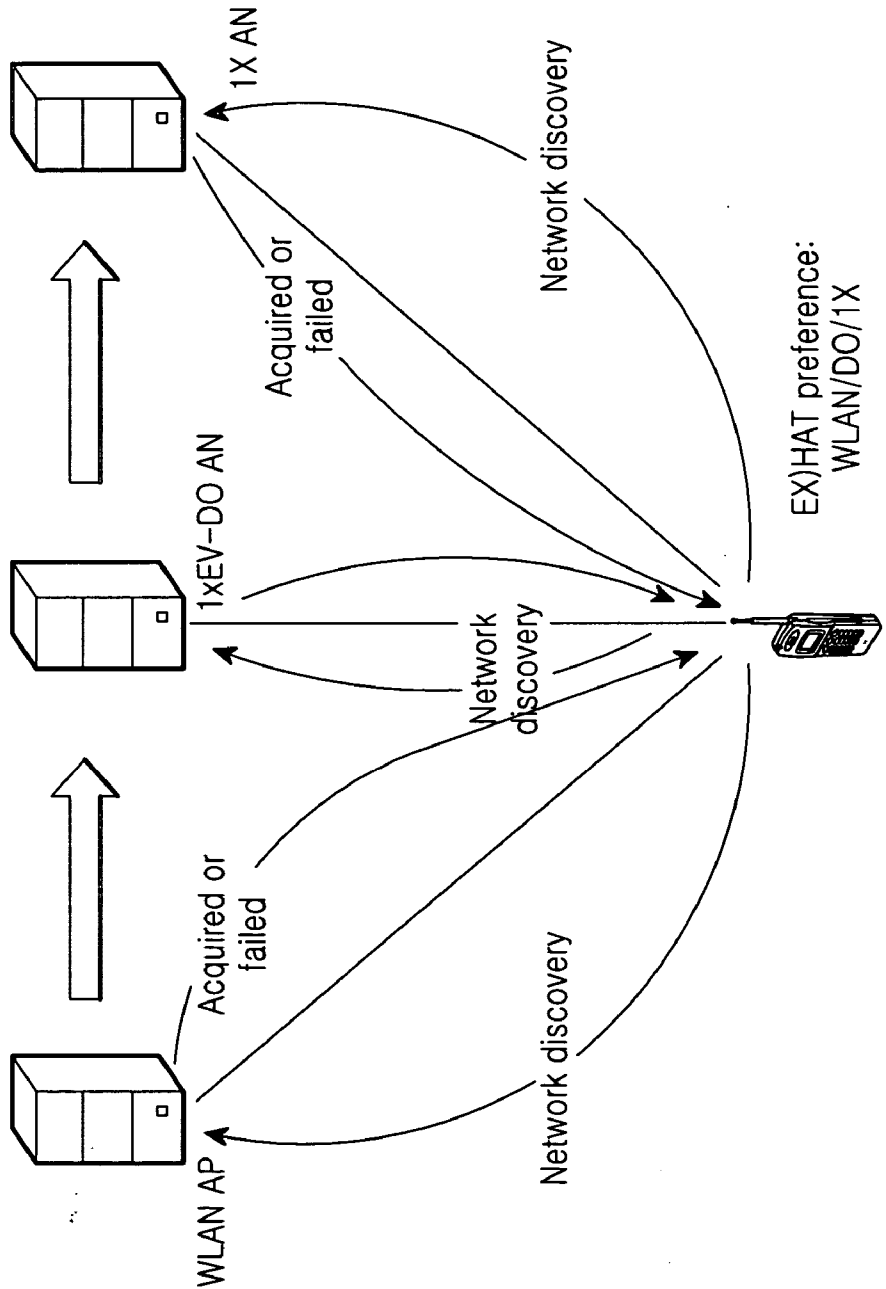 WLAN AP
1xEV-DO AN
1X AN
Acquired or
failed
Acquired or
failed
Network discovery
Network
discovery
Network discovery
EX)HAT preference:
WLAN/DO/1X